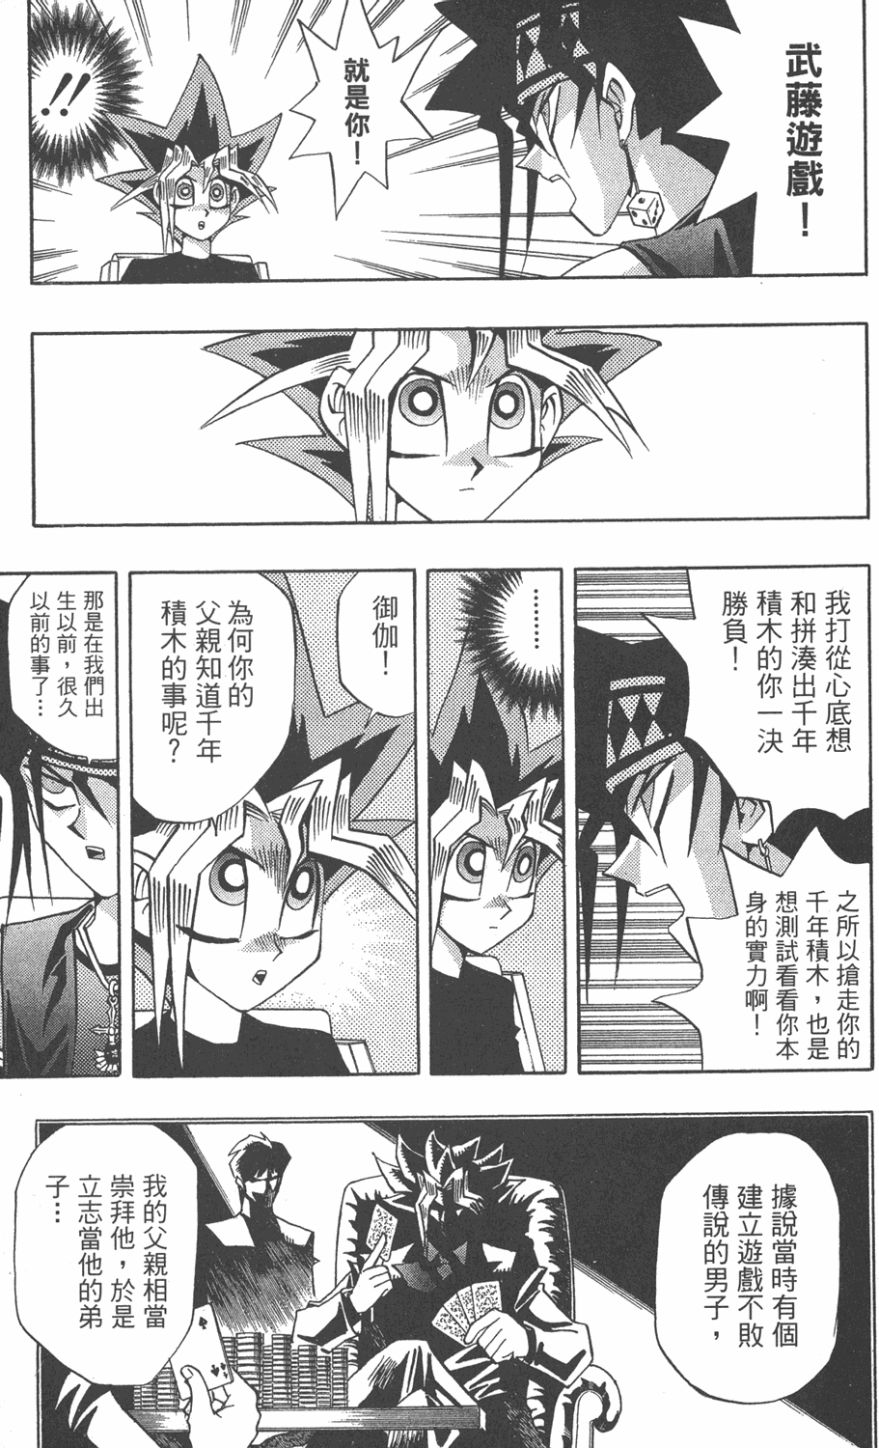 武藤遊戲！
就是你！
!!
我打從心底想
和拼湊出千年
積木的你一決
勝負！
之所以搶走你的
千年積木，也是
想測試看看你本
身的實力啊！
………
御伽！
為何你的
父親知道千年
積木的事呢？
那是在我們出
生以前，很久
以前的事了…
據說當時有個
建立遊戲不敗
傳說的男子，
我的父親相當
崇拜他，於是
立志當他的弟
子…